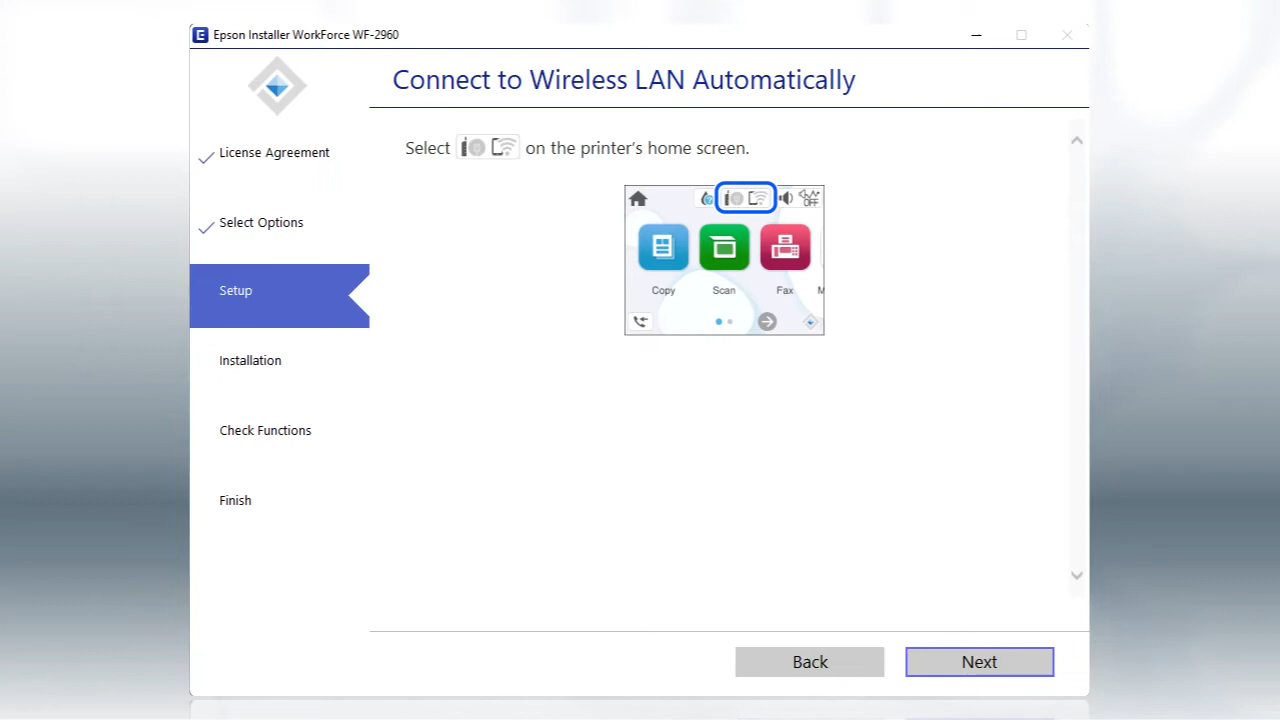 E Epson Installer WorkForce WF-2960
Connect to Wireless LAN Automatically
License Agreement
Select Options
Setup
Installation
Check Functions
Finish
Select on the printer's home screen.
OFF
Copy Scan Fax M
Back Next